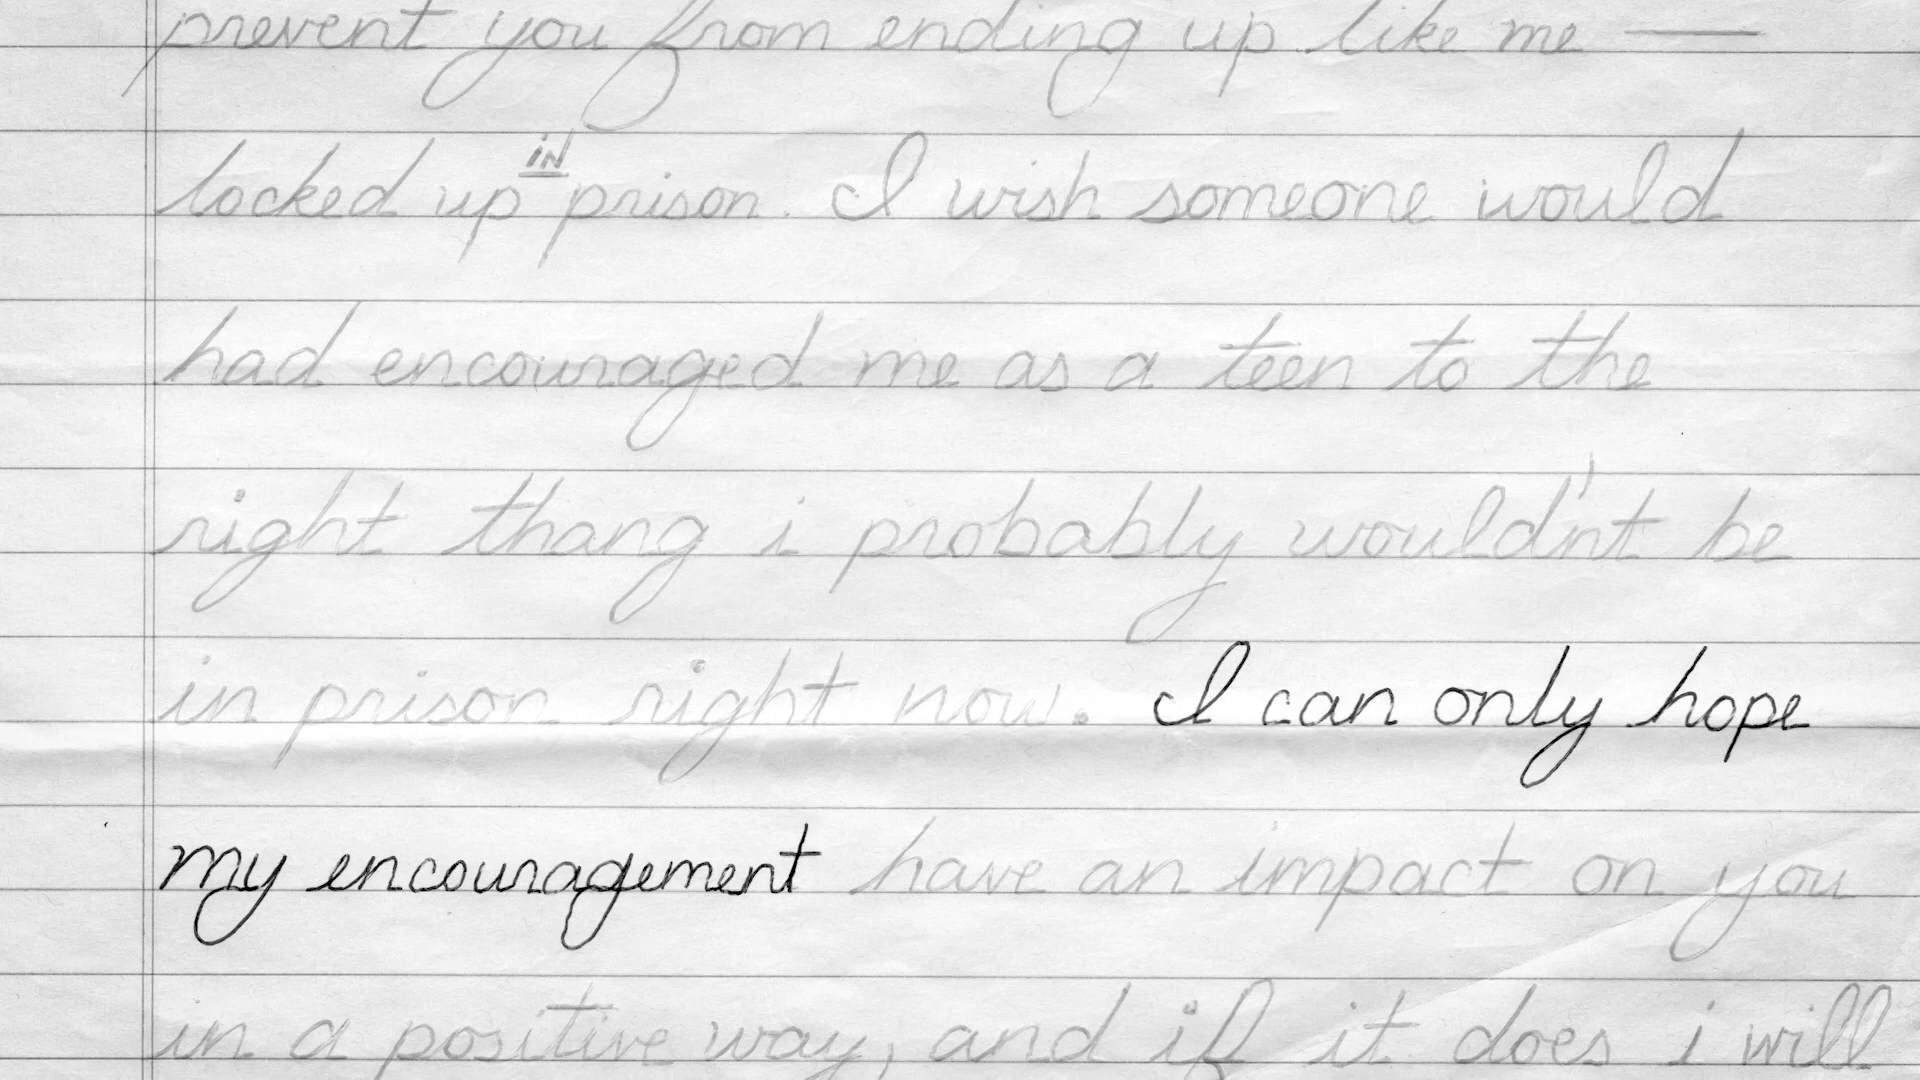 prevent you from ending up like me —
locked up IN prison. I wish someone would
had encouraged me as a teen to the
right thang i probably would'nt be
in prison right now. I can only hope
my encouragement have an impact on you
in a positive way, and if it does i will